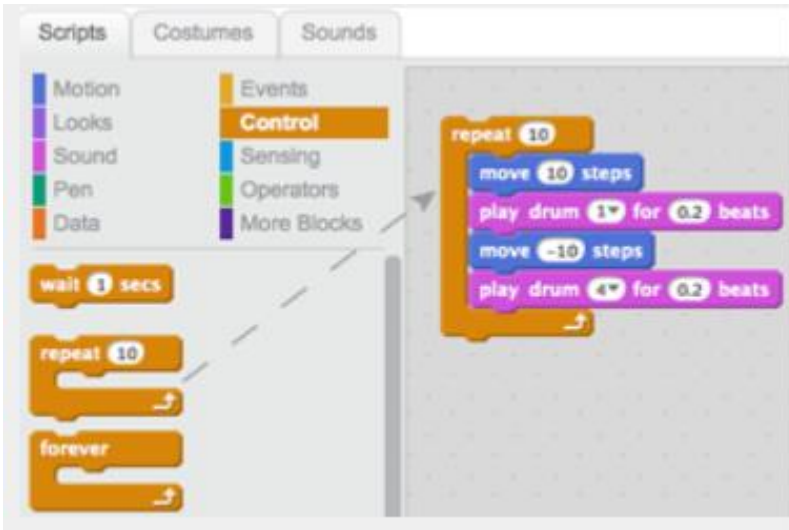 Scripts Costumes Sounds
Motion Events
Looks Control
Sound Sensing
Pen Operators
Data More Blocks
wait 1 secs
repeat 10
forever
repeat 10
move 10 steps
play drum 1 for 0.2 beats
move -10 steps
play drum 4 for 0.2 beats